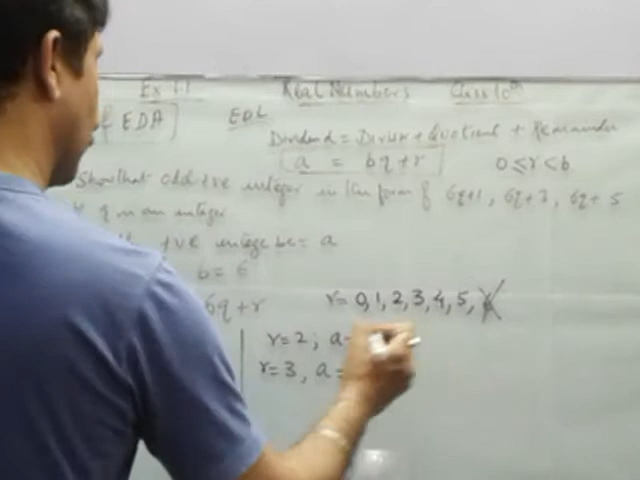 Ex 1.1 Real Numbers Class 10th
of EDA EDL
Dividend = Divisor × Quotient + Remainder
a = bq+r 0≤r<b
Show that odd +ve integer in the form of 6q+1, 6q+3, 6q+5
q is an integer
+ve integer be = a
b = 6
6q+r r= 0,1,2,3,4,5,
r=2; a
r=3, a=